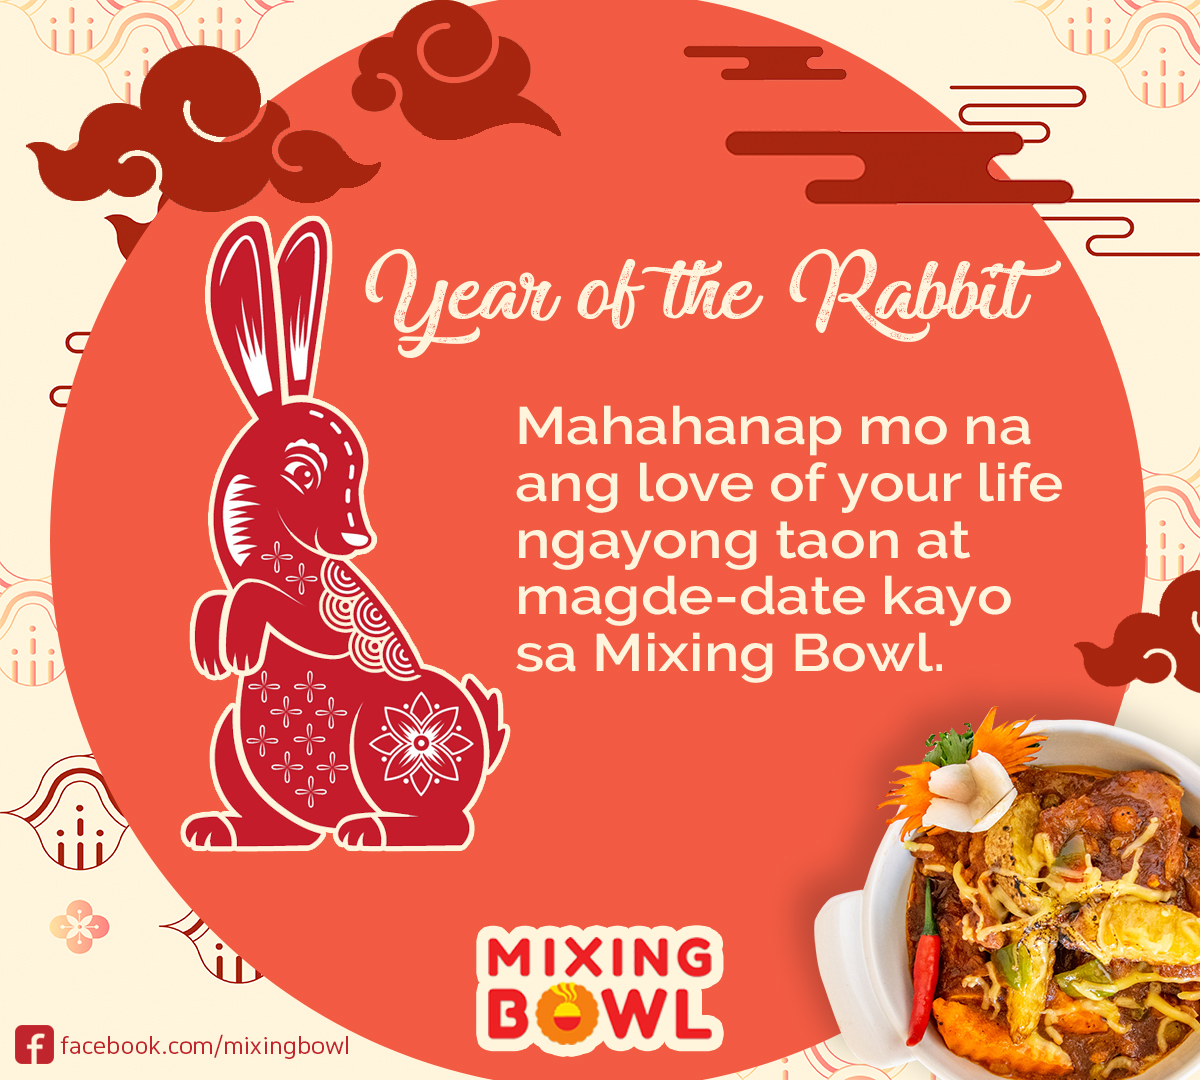 Year of the Rabbit
Mahahanap mo na
ang love of your life
ngayong taon at
magde-date kayo
sa Mixing Bowl.
MIXING
BOWL
facebook.com/mixingbowl